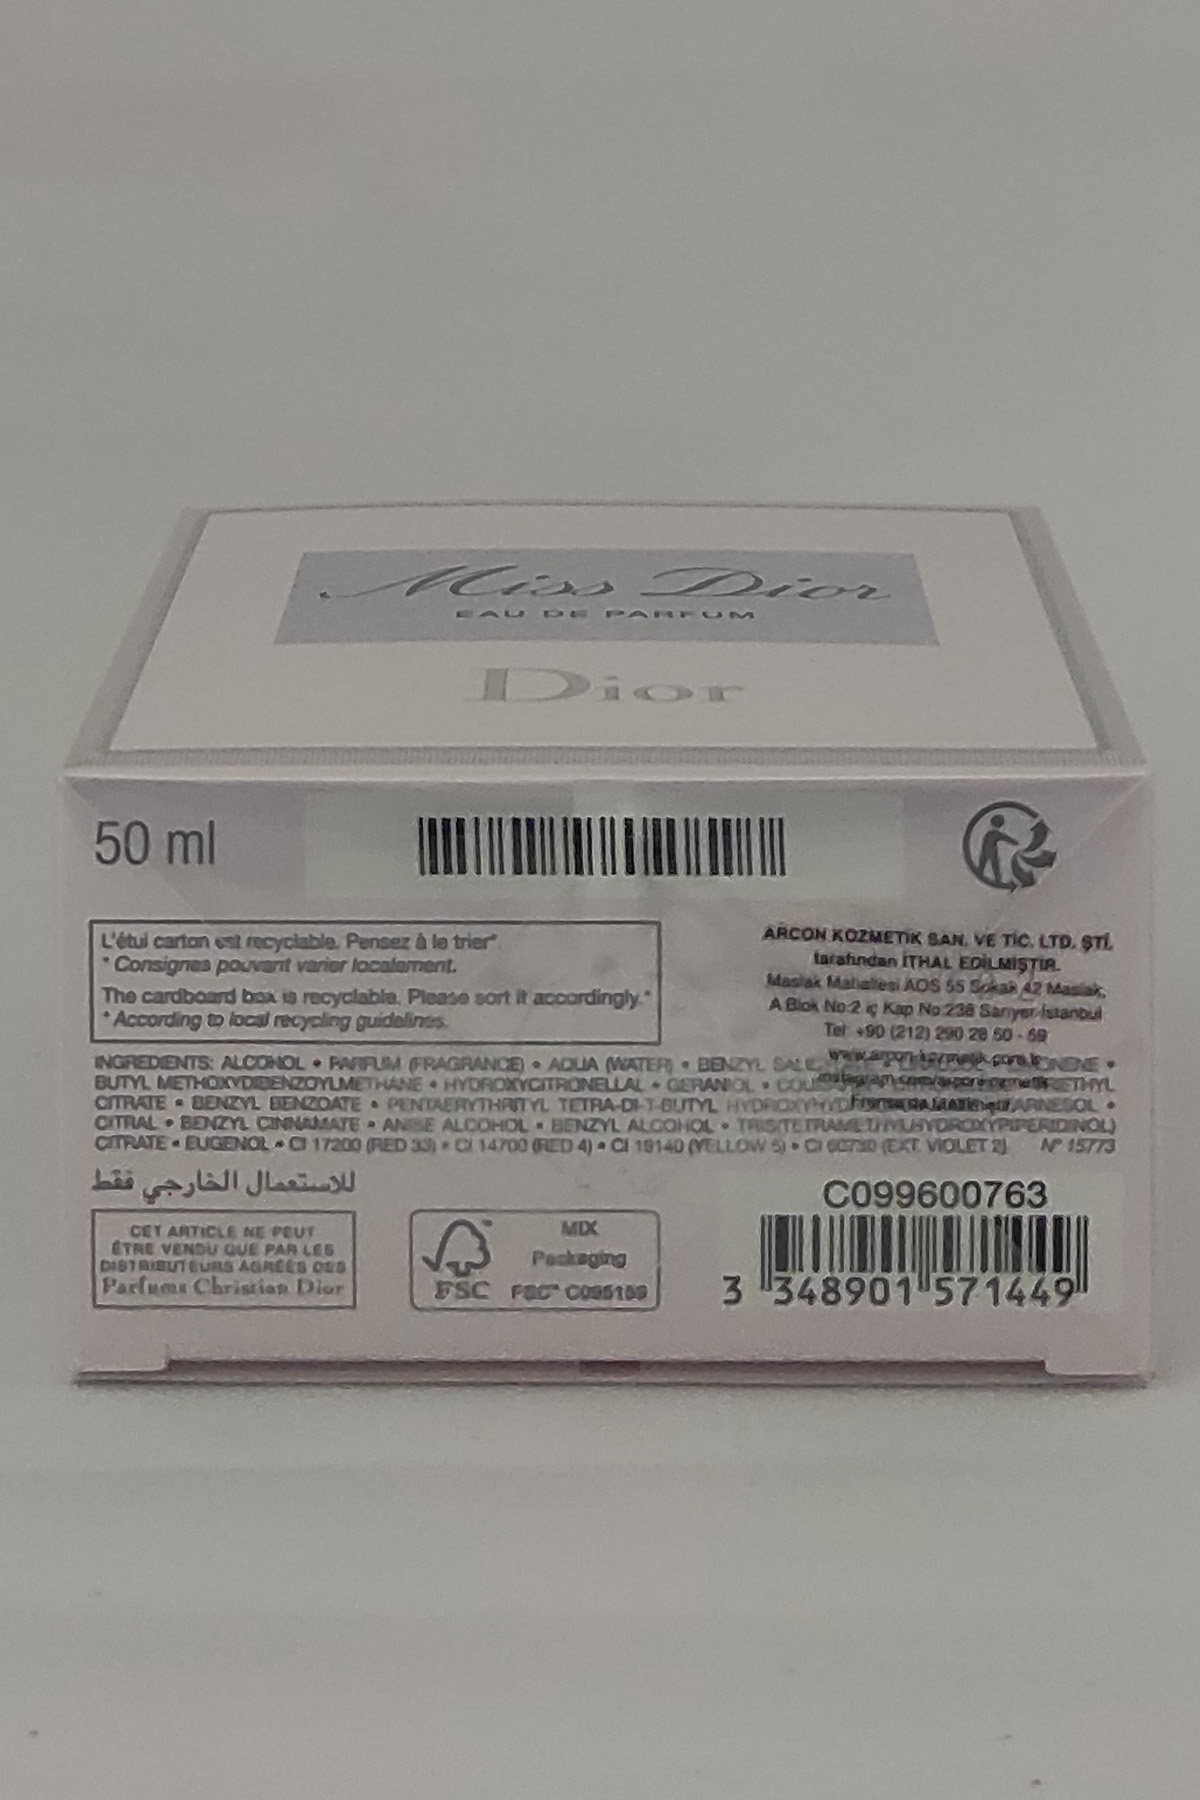 Miss Dior
EAU DE PARFUM
Dior
50 ml
L'étui carton est recyclable. Pensez à le trier*.
* Consignes pouvant varier localement.
The cardboard box is recyclable. Please sort it accordingly.*
* According to local recycling guidelines.
ARCON KOZMETİK SAN. VE TİC. LTD. ŞTİ.
tarafından İTHAL EDİLMİŞTİR.
Maslak Mahallesi AOS 55 Sokak 42 Maslak,
A Blok No:2 iç Kap No:238 Sarıyer-İstanbul
Tel: +90 (212) 290 28 50 - 59
INGREDIENTS: ALCOHOL • PARFUM (FRAGRANCE) • AQUA (WATER) • BENZYL
BUTYL METHOXYDIBENZOYLMETHANE • HYDROXYCITRONELLAL • GERANIOL •
CITRATE • BENZYL BENZOATE • PENTAERYTHRITYL TETRA-DI-T-BUTYL
CITRAL • BENZYL CINNAMATE • ANISE ALCOHOL • BENZYL ALCOHOL • TRIS(TETRAMETHYLHYDROXYPIPERIDINOL)
CITRATE • EUGENOL • CI 17200 (RED 33) • CI 14700 (RED 4) • CI 19140 (YELLOW 5) • CI 60730 (EXT. VIOLET 2) N° 15773
للاستعمال الخارجي فقط
CET ARTICLE NE PEUT
ÊTRE VENDU QUE PAR LES
DISTRIBUTEURS AGRÉÉS DES
Parfums Christian Dior
FSC™
MIX
Packaging
FSC™ C095159
C099600763
3 348901 571449